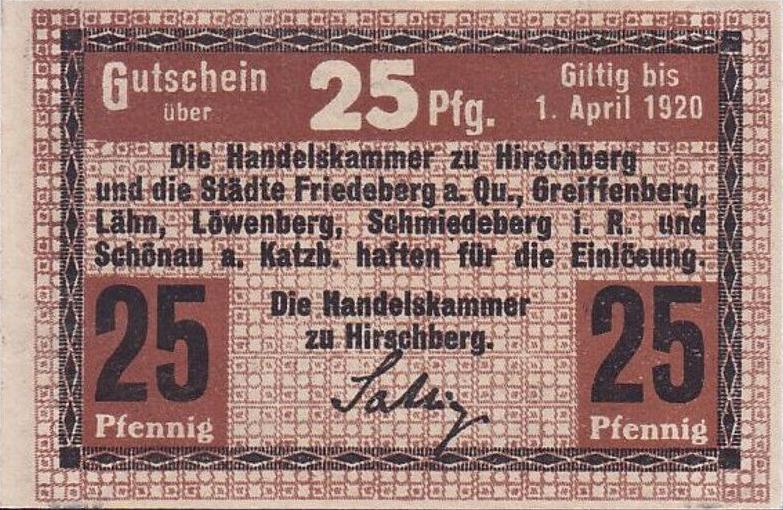 Gutschein
über
25 Pfg.
Giltig bis
1. April 1920
Die Handelskammer zu Hirschberg
und die Städte Friedeberg a. Qu., Greiffenberg,
Lähn, Löwenberg, Schmiedeberg i. R. und
Schönau a. Katzb. haften für die Einlösung.
Die Handelskammer
zu Hirschberg.
25
Pfennig
25
Pfennig